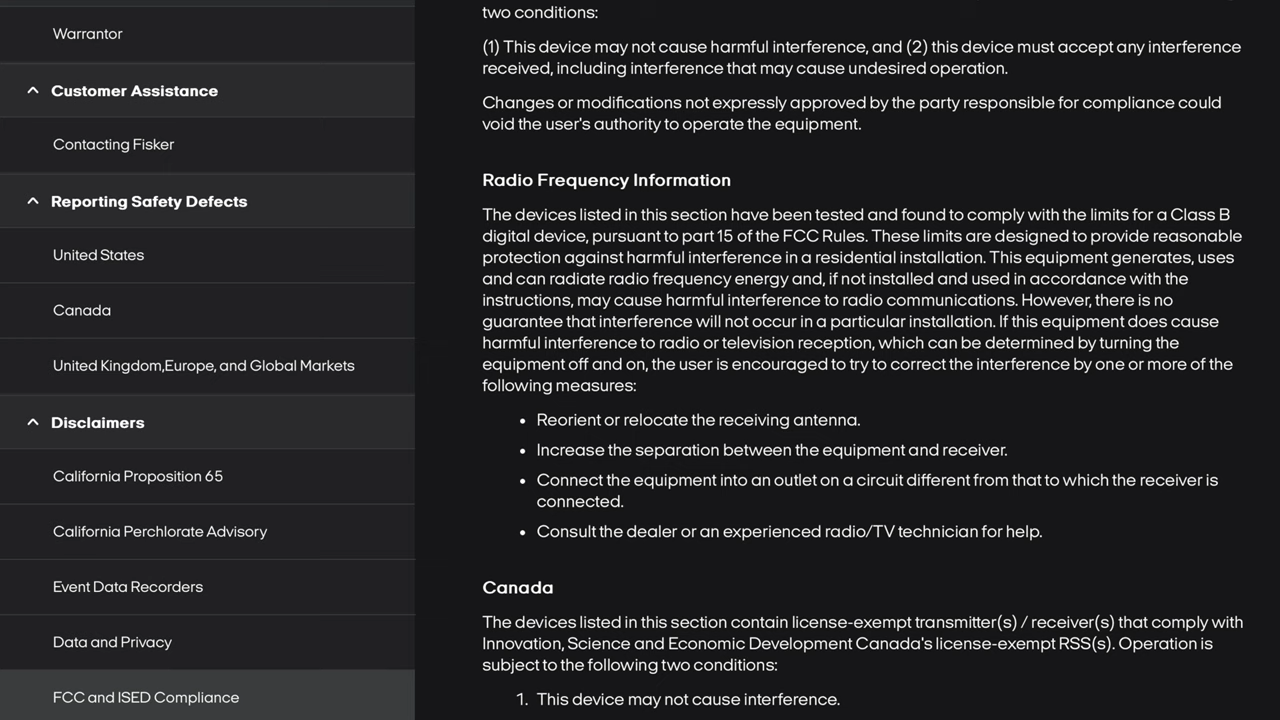 Warrantor
Customer Assistance
Contacting Fisker
Reporting Safety Defects
United States
Canada
United Kingdom,Europe, and Global Markets
Disclaimers
California Proposition 65
California Perchlorate Advisory
Event Data Recorders
Data and Privacy
FCC and ISED Compliance
two conditions:
(1) This device may not cause harmful interference, and (2) this device must accept any interference
received, including interference that may cause undesired operation.
Changes or modifications not expressly approved by the party responsible for compliance could
void the user's authority to operate the equipment.
Radio Frequency Information
The devices listed in this section have been tested and found to comply with the limits for a Class B
digital device, pursuant to part 15 of the FCC Rules. These limits are designed to provide reasonable
protection against harmful interference in a residential installation. This equipment generates, uses
and can radiate radio frequency energy and, if not installed and used in accordance with the
instructions, may cause harmful interference to radio communications. However, there is no
guarantee that interference will not occur in a particular installation. If this equipment does cause
harmful interference to radio or television reception, which can be determined by turning the
equipment off and on, the user is encouraged to try to correct the interference by one or more of the
following measures:
• Reorient or relocate the receiving antenna.
• Increase the separation between the equipment and receiver.
• Connect the equipment into an outlet on a circuit different from that to which the receiver is
connected.
• Consult the dealer or an experienced radio/TV technician for help.
Canada
The devices listed in this section contain license-exempt transmitter(s) / receiver(s) that comply with
Innovation, Science and Economic Development Canada's license-exempt RSS(s). Operation is
subject to the following two conditions:
1. This device may not cause interference.